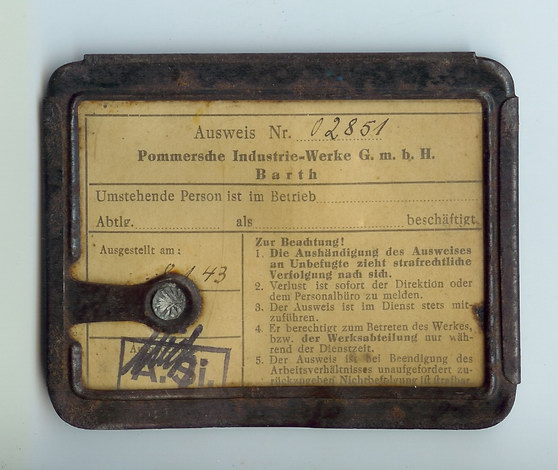 Ausweis Nr. 02851
Pommersche Industrie-Werke G. m. b. H.
Barth
Umstehende Person ist im Betrieb
Abtlg. als beschäftigt.
Ausgestellt am:
43
Zur Beachtung!
1. Die Aushändigung des Ausweises
an Unbefugte zieht strafrechtliche
Verfolgung nach sich.
2. Verlust ist sofort der Direktion oder
dem Personalbüro zu melden.
3. Der Ausweis ist im Dienst stets mit-
zuführen.
4. Er berechtigt zum Betreten des Werkes,
bzw. der Werksabteilung nur wäh-
rend der Dienstzeit.
5. Der Ausweis ist bei Beendigung des
Arbeitsverhältnisses unaufgefordert zu-
rückzugeben Nichtbefolgung ist strafbar